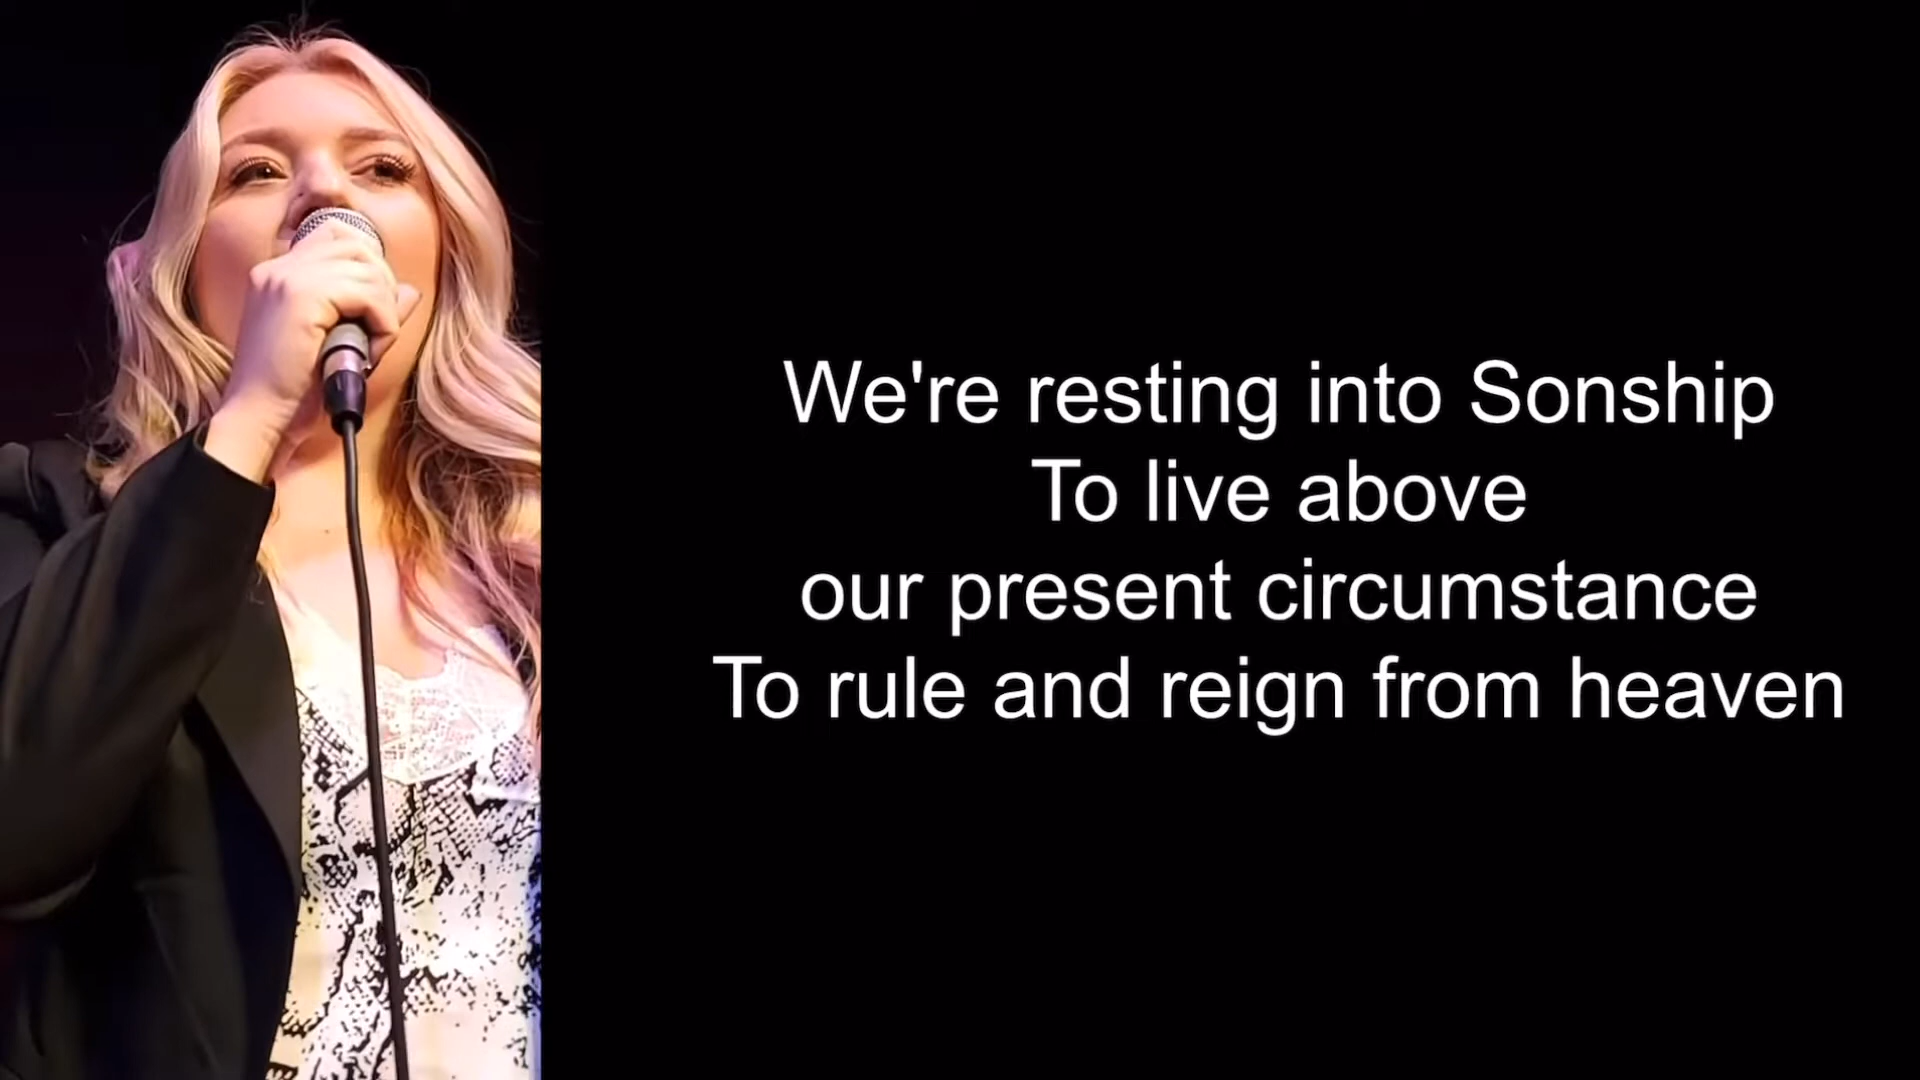 We're resting into Sonship
To live above
our present circumstance
To rule and reign from heaven